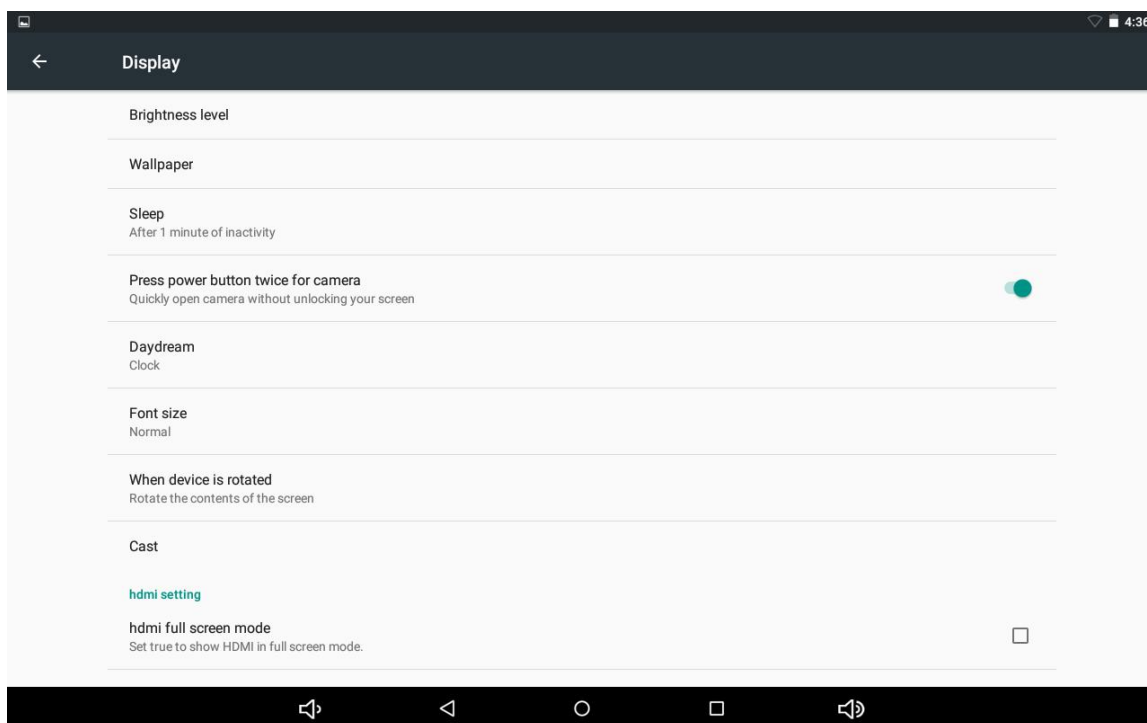 4:36
Display
Brightness level
Wallpaper
Sleep
After 1 minute of inactivity
Press power button twice for camera
Quickly open camera without unlocking your screen
Daydream
Clock
Font size
Normal
When device is rotated
Rotate the contents of the screen
Cast
hdmi setting
hdmi full screen mode
Set true to show HDMI in full screen mode.